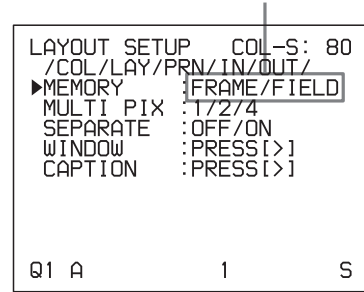 LAYOUT SETUP COL-S: 80
/COL/LAY/PRN/IN/OUT/
▶MEMORY :FRAME/FIELD
MULTI PIX :1/2/4
SEPARATE :OFF/ON
WINDOW :PRESS[>]
CAPTION :PRESS[>]
Q1 A 1 S